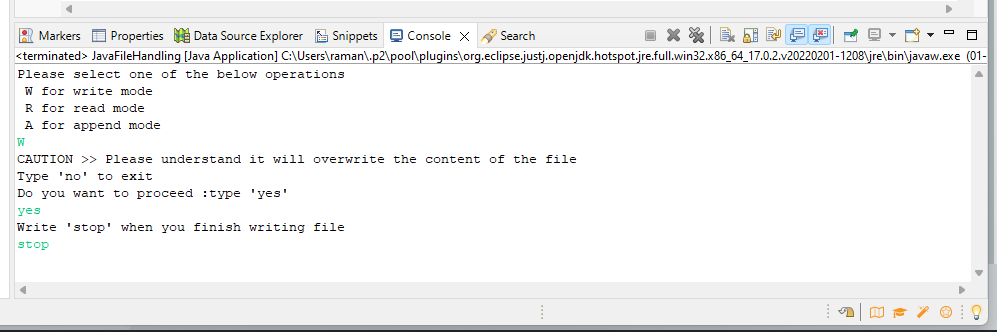 Markers Properties Data Source Explorer Snippets Console Search
<terminated> JavaFileHandling [Java Application] C:\Users\raman\.p2\pool\plugins\org.eclipse.justj.openjdk.hotspot.jre.full.win32.x86_64_17.0.2.v20220201-1208\jre\bin\javaw.exe (01-
Please select one of the below operations
W for write mode
R for read mode
A for append mode
W
CAUTION >> Please understand it will overwrite the content of the file
Type 'no' to exit
Do you want to proceed :type 'yes'
yes
Write 'stop' when you finish writing file
stop